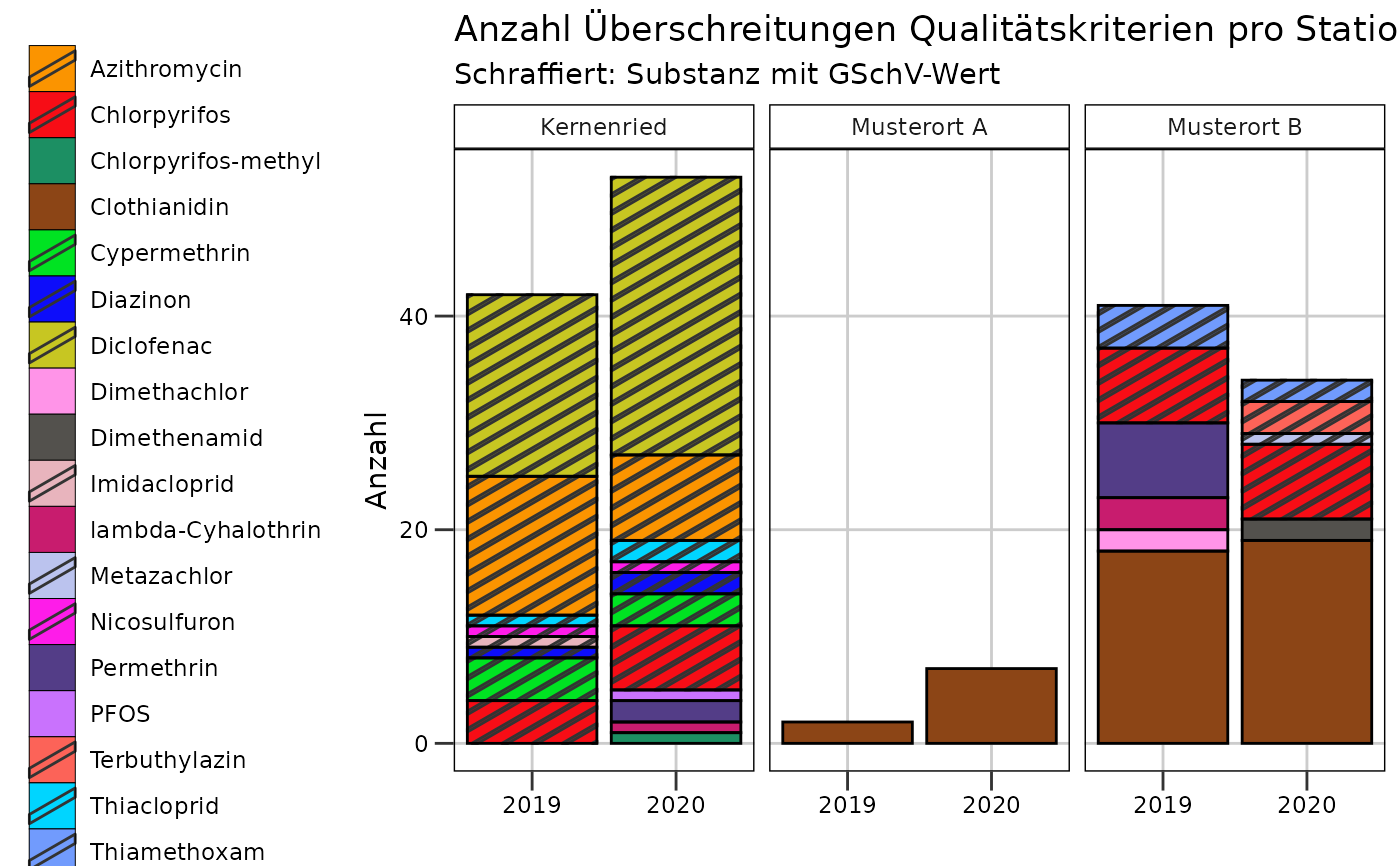 Anzahl Überschreitungen Qualitätskriterien pro Statio
Schraffiert: Substanz mit GSchV-Wert
Azithromycin
Chlorpyrifos
Chlorpyrifos-methyl
Clothianidin
Cypermethrin
Diazinon
Diclofenac
Dimethachlor
Dimethenamid
Imidacloprid
lambda-Cyhalothrin
Metazachlor
Nicosulfuron
Permethrin
PFOS
Terbuthylazin
Thiacloprid
Thiamethoxam
Anzahl
40
20
0
Kernenried
Musterort A
Musterort B
2019
2020
2019
2020
2019
2020